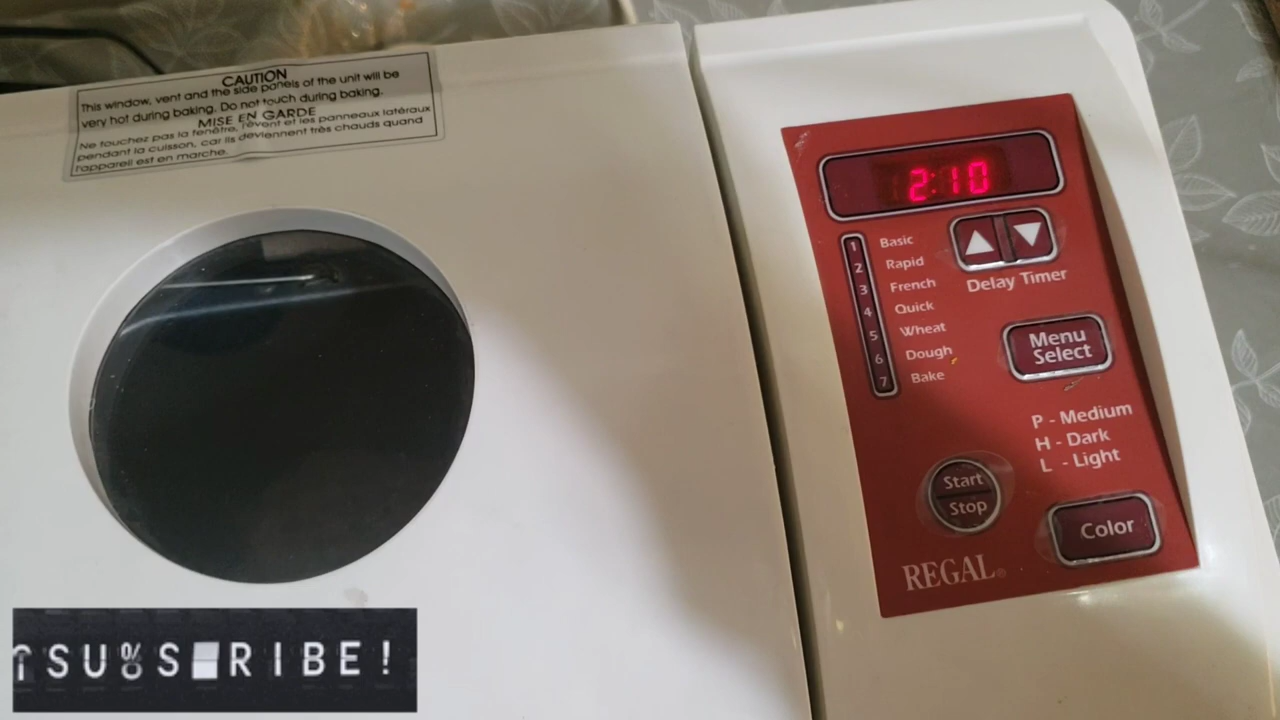 CAUTION
This window, vent and the side panels of the unit will be
very hot during baking. Do not touch during baking.
MISE EN GARDE
Ne touchez pas la fenêtre, l'évent et les panneaux latéraux
pendant la cuisson, car ils deviennent très chauds quand
l'appareil est en marche.
2:10
1 Basic
2 Rapid
3 French
4 Quick
5 Wheat
6 Dough
7 Bake
Delay Timer
Menu
Select
P - Medium
H - Dark
L - Light
Start
Stop
Color
REGAL®
SU%S RIBE!